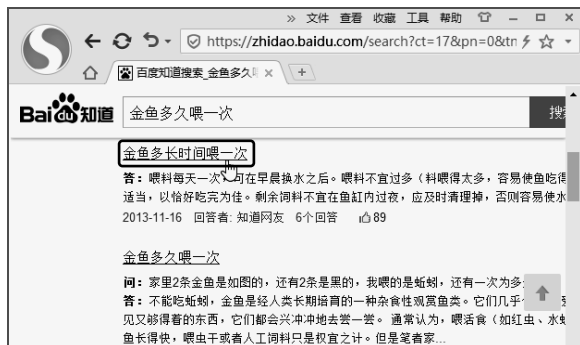 » 文件 查看 收藏 工具 帮助
https://zhidao.baidu.com/search?ct=17&pn=0&tn
百度知道搜索_金鱼多久
Bai du 知道 金鱼多久喂一次 搜
金鱼多长时间喂一次
答：喂料每天一次，可在早晨换水之后。喂料不宜过多（料喂得太多，容易使鱼吃得
适当，以恰好吃完为佳。剩余饲料不宜在鱼缸内过夜，应及时清理掉，否则容易使水
2013-11-16 回答者：知道网友 6个回答 89
金鱼多久喂一次
问：家里2条金鱼是如图的，还有2条是黑的，我喂的是蚯蚓，还有一次为多
答：不能吃蚯蚓，金鱼是经人类长期培育的一种杂食性观赏鱼类。它们几乎
见又够得着的东西，它们都会兴冲冲地去尝一尝。 通常认为，喂活食（如红虫、水
鱼长得快，喂虫干或者人工饲料只是权宜之计。但是笔者家...